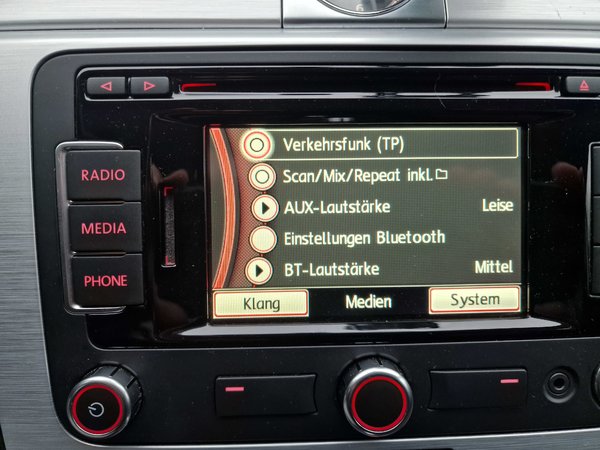 RADIO
MEDIA
PHONE
Verkehrsfunk (TP)
Scan/Mix/Repeat inkl.
AUX-Lautstärke Leise
Einstellungen Bluetooth
BT-Lautstärke Mittel
Klang Medien System